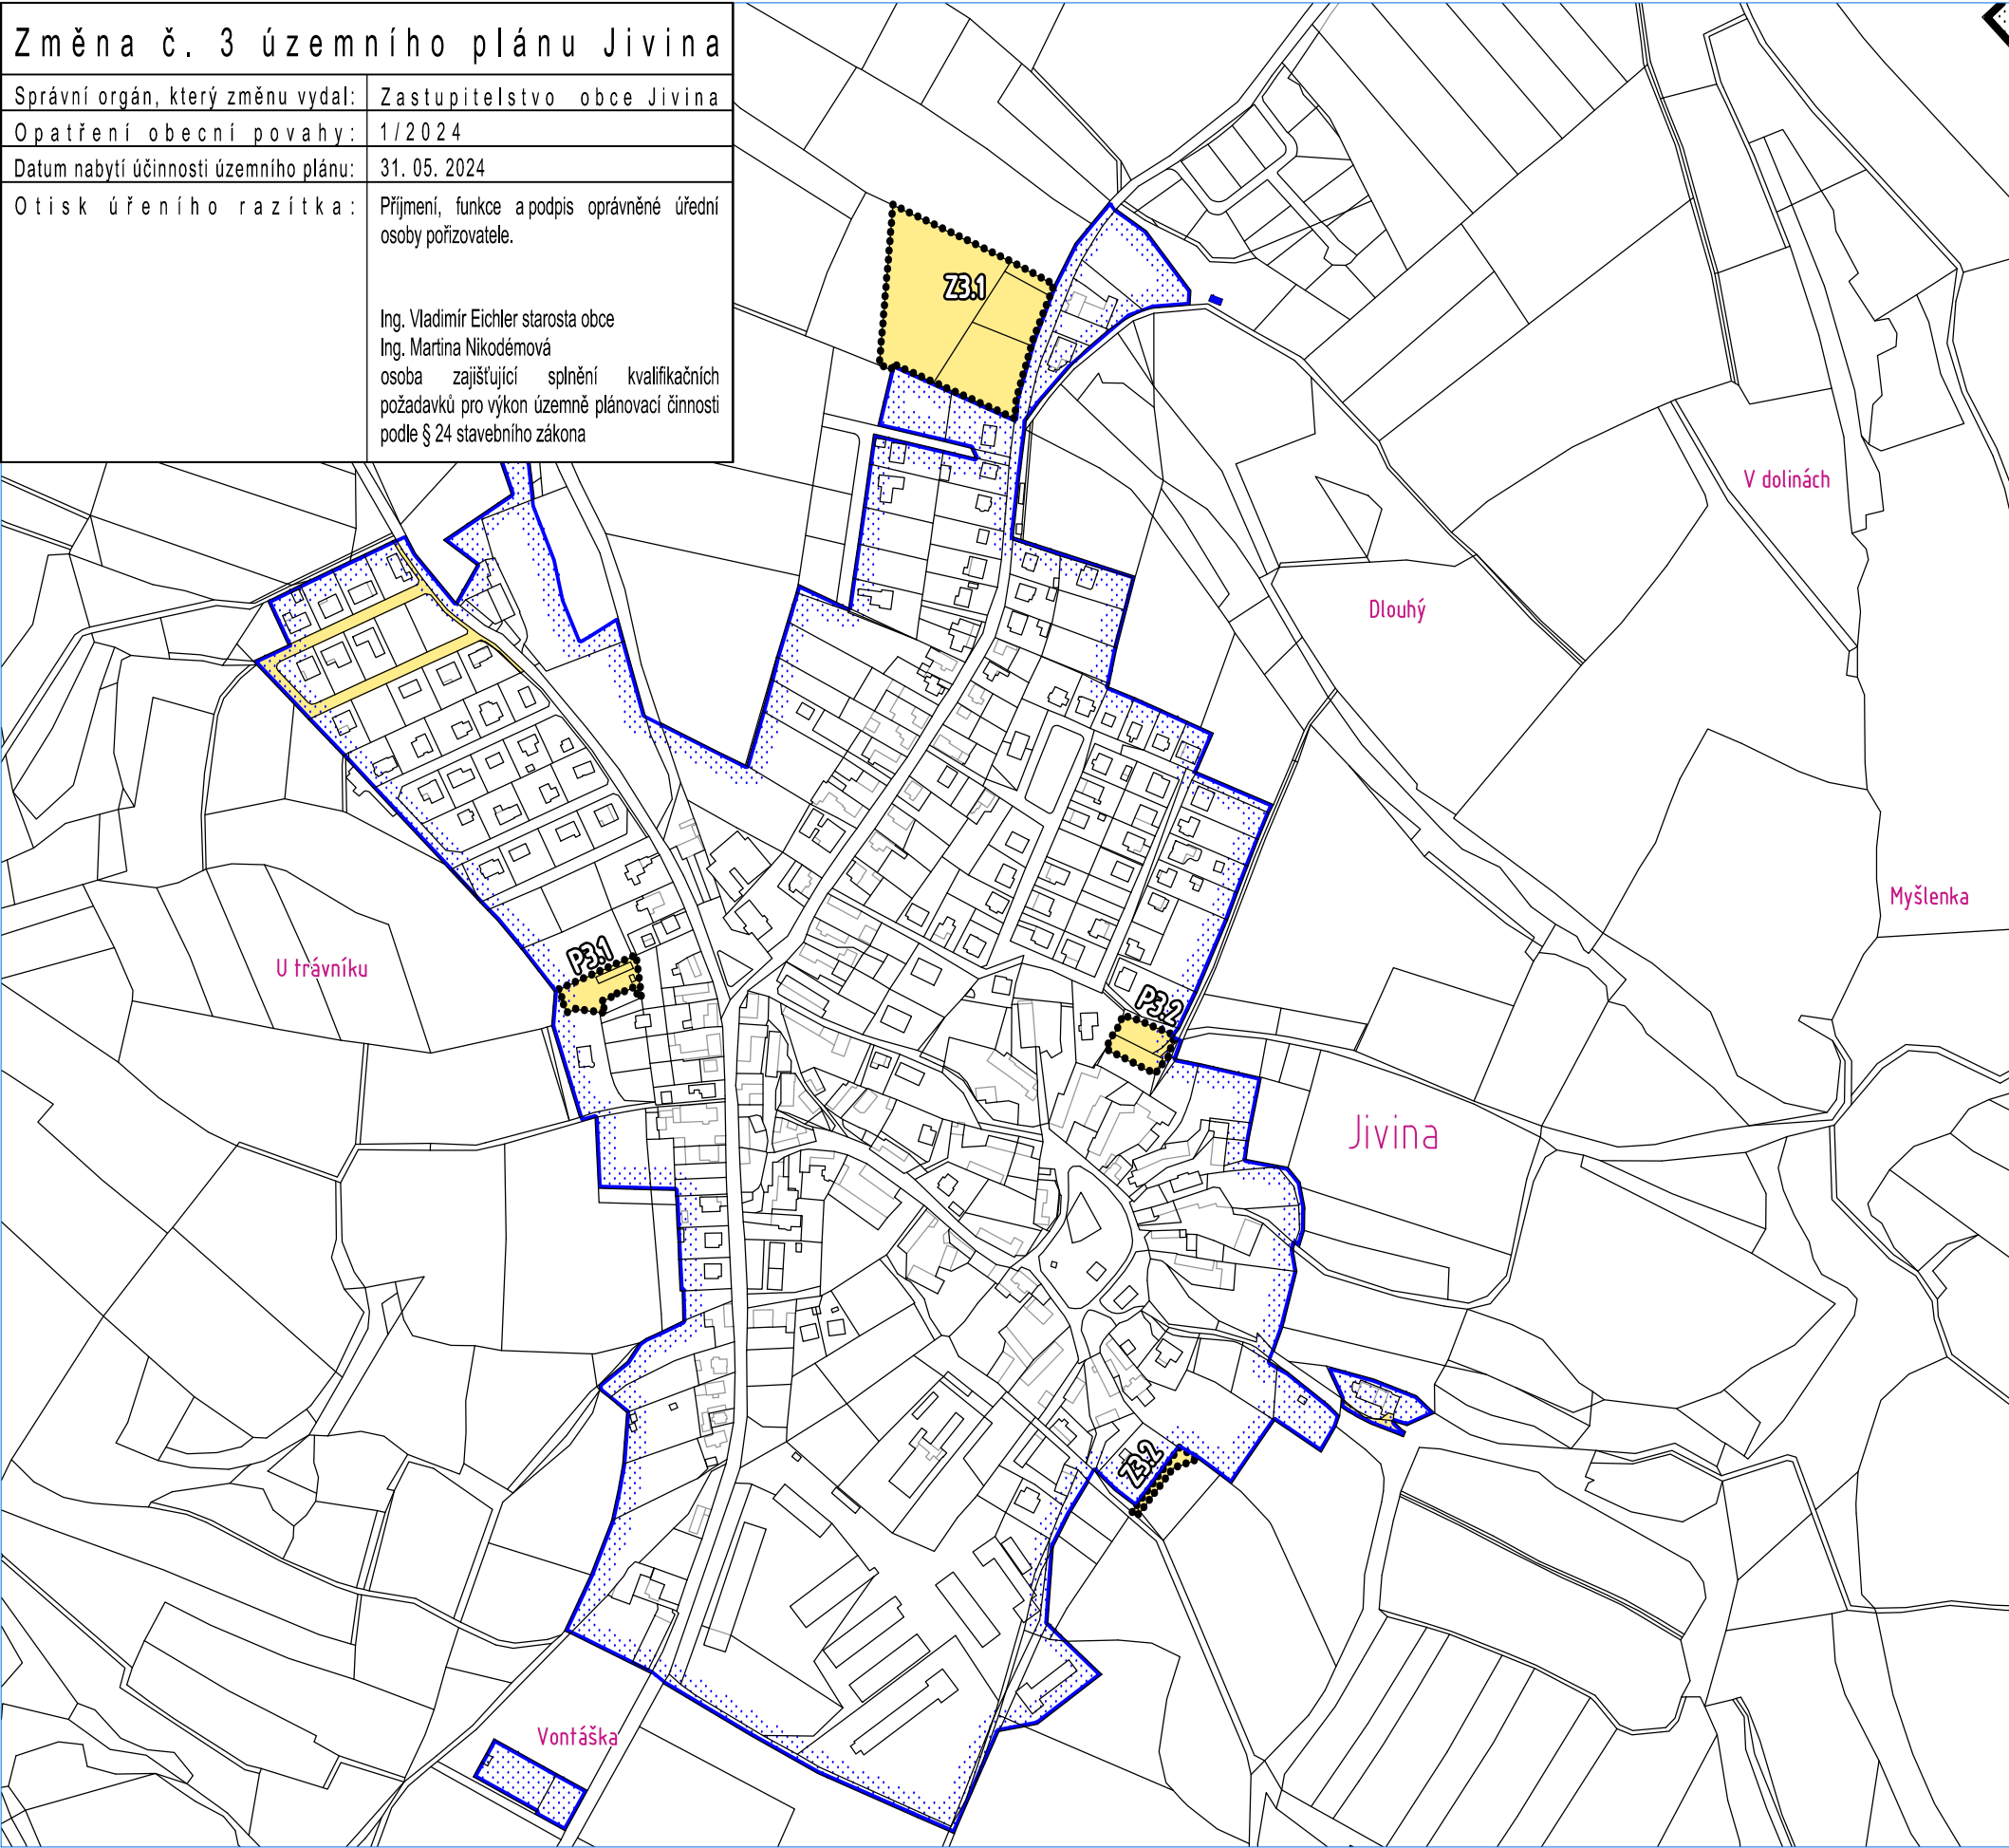 Změna č. 3 územního plánu Jivina
Správní orgán, který změnu vydal: Zastupitelstvo obce Jivina
Opatření obecní povahy: 1/2024
Datum nabytí účinnosti územního plánu: 31. 05. 2024
Otisk úřeního razítka: Příjmení, funkce a podpis oprávněné úřední
osoby pořizovatele.
Ing. Vladimír Eichler starosta obce
Ing. Martina Nikodémová
osoba zajišťující splnění kvalifikačních
požadavků pro výkon územně plánovací činnosti
podle § 24 stavebního zákona
Z3.1
V dolinách
Dlouhý
Myšlenka
P3.1
U trávníku
P3.2
Jivina
Z3.2
Vontáška